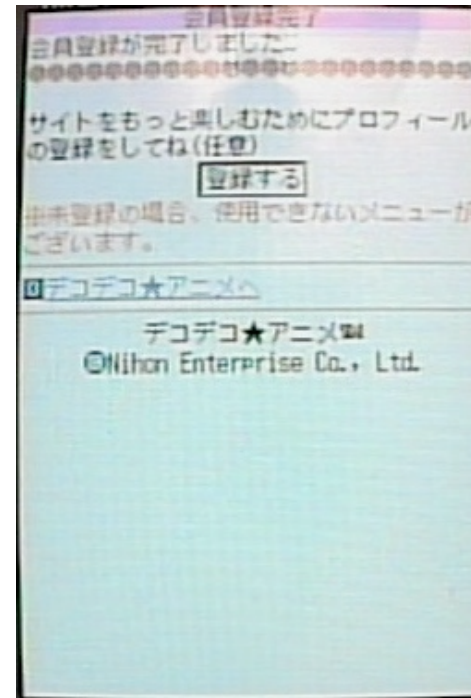 会員登録完了
会員登録が完了しました
サイトをもっと楽しむためにプロフィール
の登録をしてね(任意)
登録する
※未登録の場合、使用できないメニューが
ございます。
0デコデコ★アニメへ
デコデコ★アニメ
©Nihon Enterprise Co., Ltd.